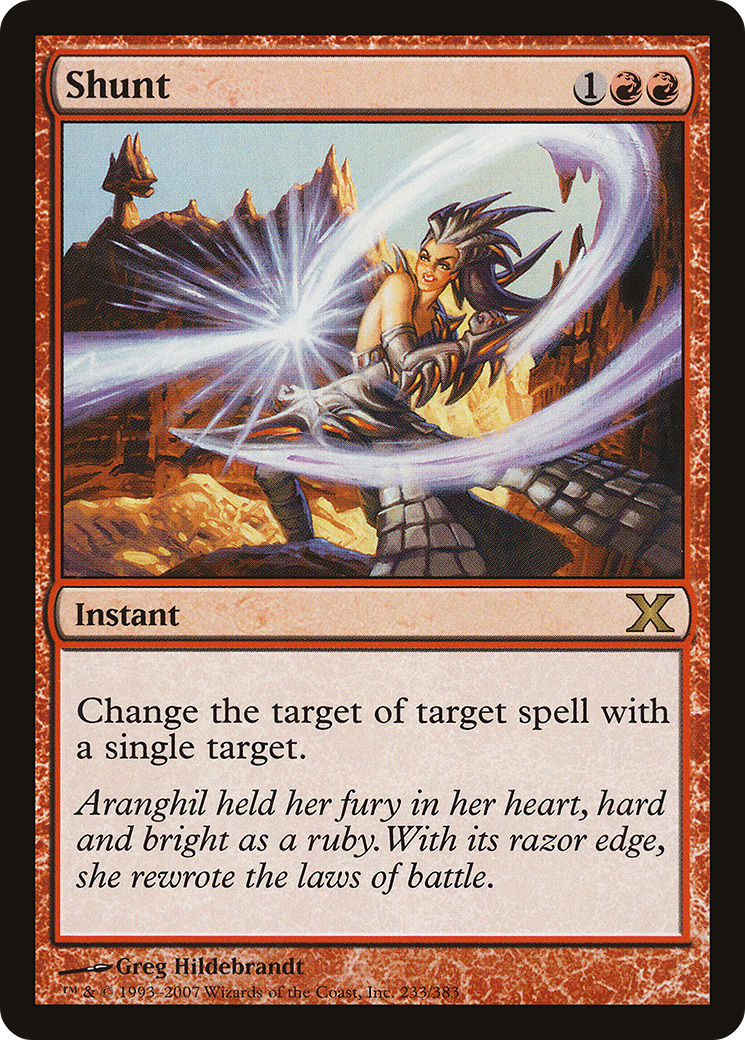 Shunt 1
Instant X
Change the target of target spell with
a single target.
Aranghil held her fury in her heart, hard
and bright as a ruby. With its razor edge,
she rewrote the laws of battle.
Greg Hildebrandt
™ & © 1993–2007 Wizards of the Coast, Inc. 233/383